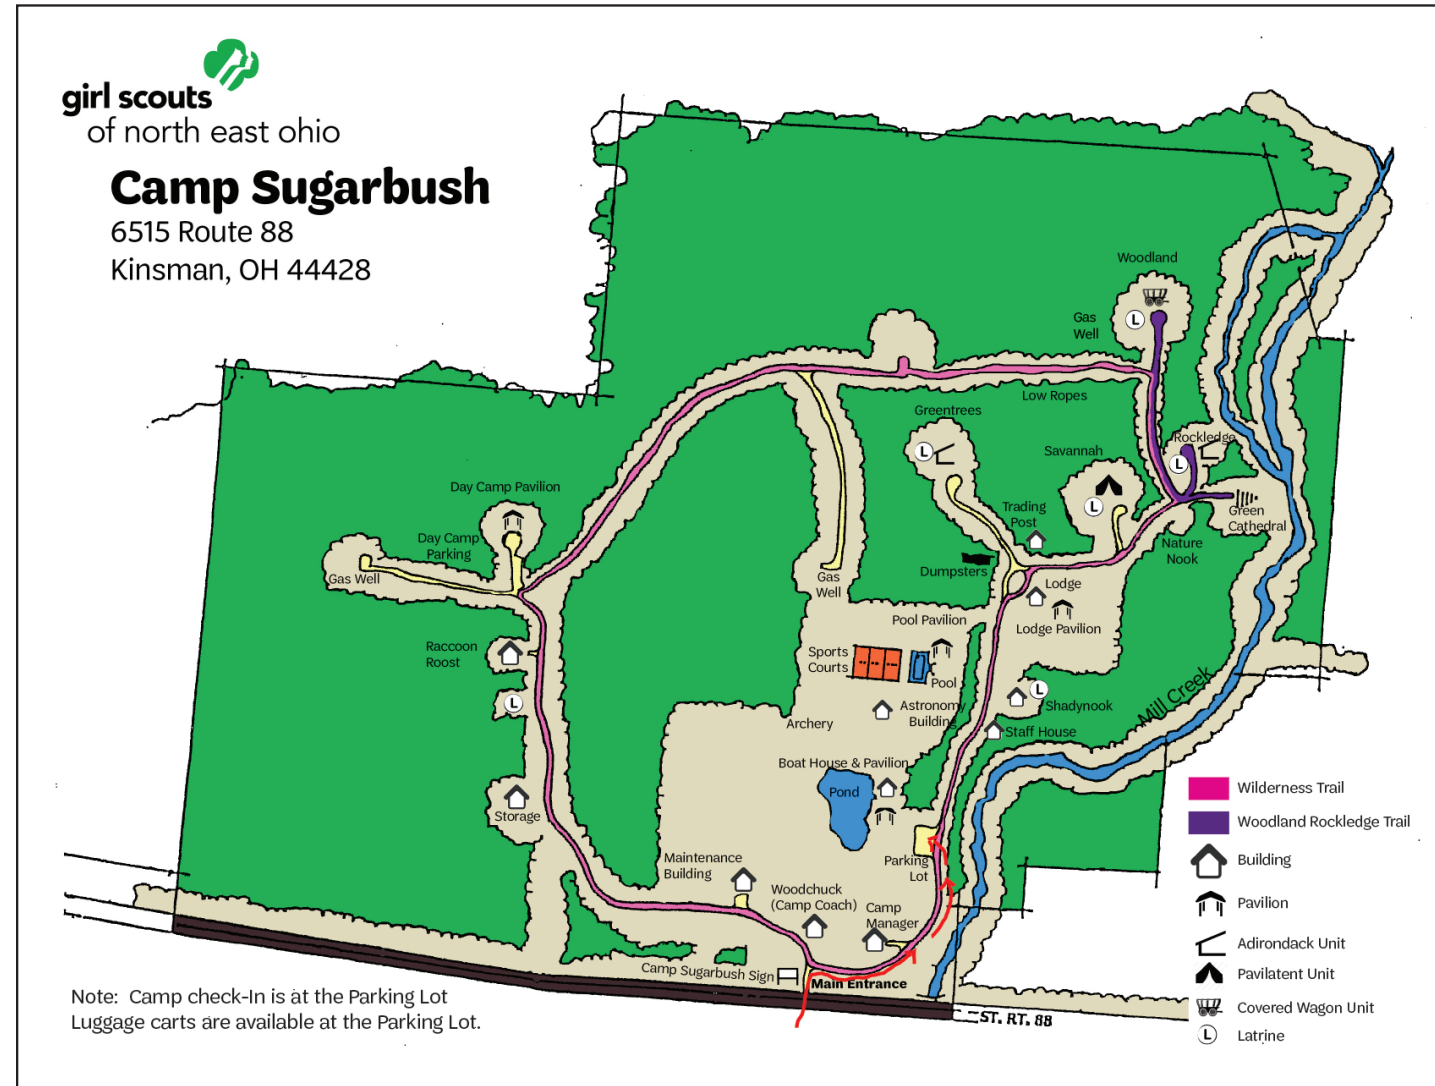 girl scouts
of north east ohio
Camp Sugarbush
6515 Route 88
Kinsman, OH 44428
Woodland
L
Gas
Well
Low Ropes
Greentrees
L
Rockledge
L
Savannah
L
Green
Cathedral
Nature
Nook
Trading
Post
Day Camp Pavilion
Day Camp
Parking
Gas Well
Gas
Well
Dumpsters
Lodge
Lodge Pavilion
Pool Pavilion
Raccoon
Roost
Sports
Courts
Pool
L
L
Shadynook
Astronomy
Building
Archery
Staff House
Mill Creek
Boat House & Pavilion
Pond
Storage
Parking
Lot
Maintenance
Building
Woodchuck
(Camp Coach)
Camp
Manager
Camp Sugarbush Sign
Main Entrance
ST. RT. 88
Wilderness Trail
Woodland Rockledge Trail
Building
Pavilion
Adirondack Unit
Pavilatent Unit
Covered Wagon Unit
L
Latrine
Note: Camp check-In is at the Parking Lot
Luggage carts are available at the Parking Lot.